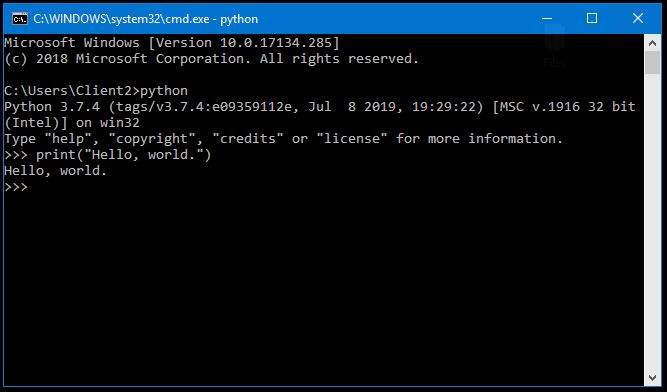 C:\WINDOWS\system32\cmd.exe - python
Microsoft Windows [Version 10.0.17134.285]
(c) 2018 Microsoft Corporation. All rights reserved.
Files
C:\Users\Client2>python
Python 3.7.4 (tags/v3.7.4:e09359112e, Jul  8 2019, 19:29:22) [MSC v.1916 32 bit
(Intel)] on win32
Type "help", "copyright", "credits" or "license" for more information.
>>> print("Hello, world.")
Hello, world.
>>>